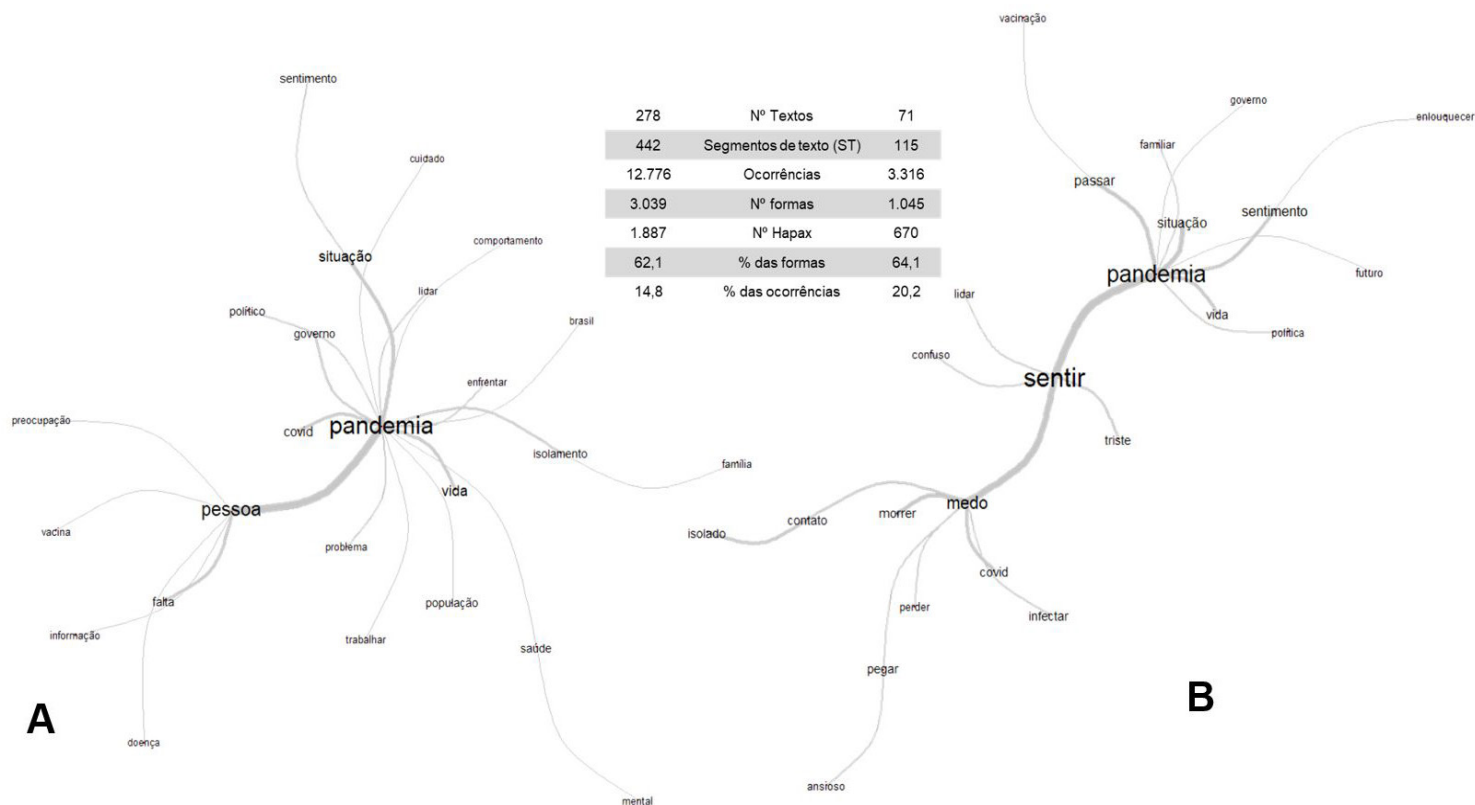 sentimento
cuidado
situação
comportamento
lidar
político
governo
brasil
enfrentar
preocupação
pandemia
covid
isolamento
família
vida
pessoa
vacina
problema
falta
população
informação
trabalhar
saúde
doença
mental
A
278 Nº Textos 71
442 Segmentos de texto (ST) 115
12.776 Ocorrências 3.316
3.039 Nº formas 1.045
1.887 Nº Hapax 670
62,1 % das formas 64,1
14,8 % das ocorrências 20,2
vacinação
governo
enlouquecer
familiar
passar
sentimento
situação
pandemia
futuro
lidar
vida
política
confuso
sentir
triste
medo
morrer
contato
isolado
covid
perder
infectar
pegar
ansioso
B